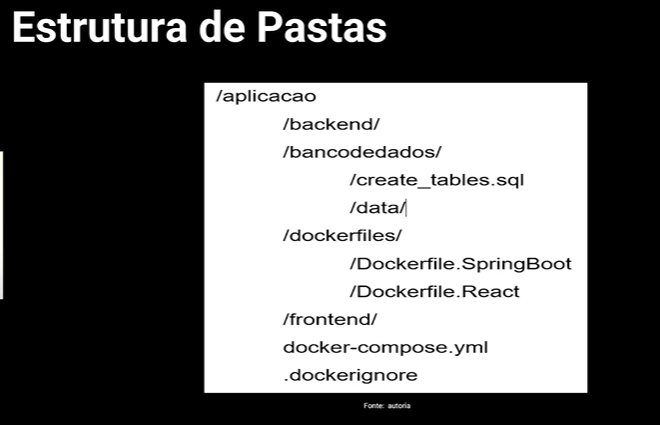 Estrutura de Pastas
/aplicacao
/backend/
/bancodedados/
/create_tables.sql
/data/
/dockerfiles/
/Dockerfile.SpringBoot
/Dockerfile.React
/frontend/
docker-compose.yml
.dockerignore
Fonte: autoria